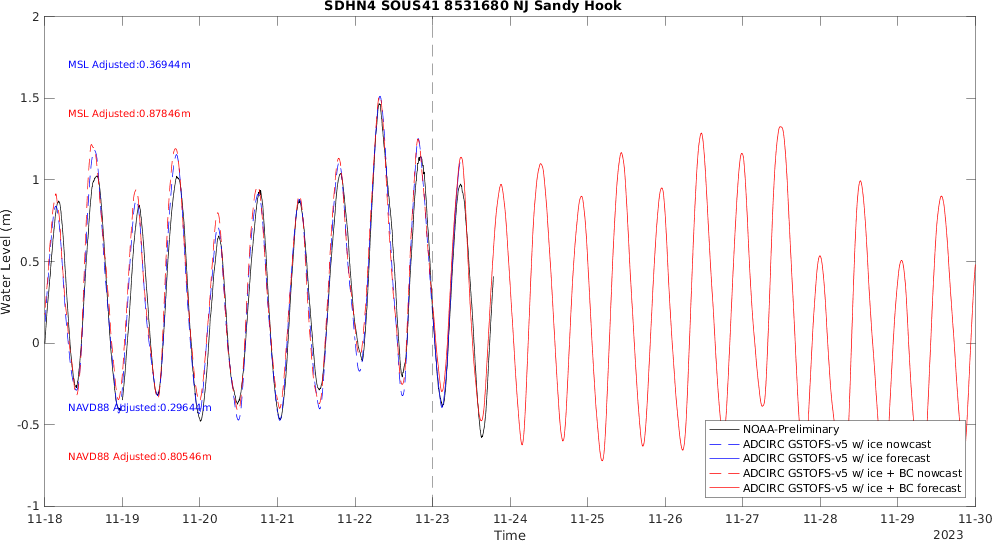 SDHN4 SOUS41 8531680 NJ Sandy Hook
2
1.5
1
0.5
0
-0.5
-1
Water Level (m)
MSL Adjusted:0.36944m
MSL Adjusted:0.87846m
NAVD88 Adjusted:0.29644m
NAVD88 Adjusted:0.80546m
NOAA-Preliminary
ADCIRC GSTOFS-v5 w/ ice nowcast
ADCIRC GSTOFS-v5 w/ ice forecast
ADCIRC GSTOFS-v5 w/ ice + BC nowcast
ADCIRC GSTOFS-v5 w/ ice + BC forecast
11-18 11-19 11-20 11-21 11-22 11-23 11-24 11-25 11-26 11-27 11-28 11-29 11-30
Time
2023